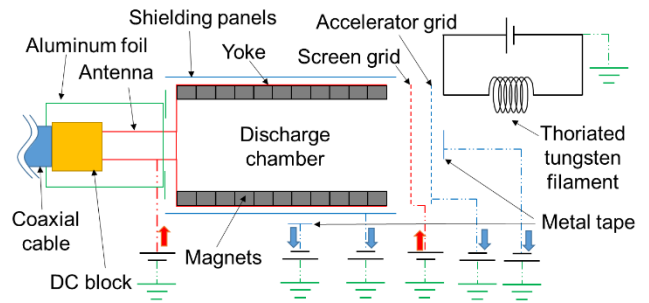 Shielding panels
Accelerator grid
Aluminum foil
Yoke
Screen grid
Antenna
Discharge
chamber
Thoriated
tungsten
filament
Coaxial
cable
Magnets
Metal tape
DC block